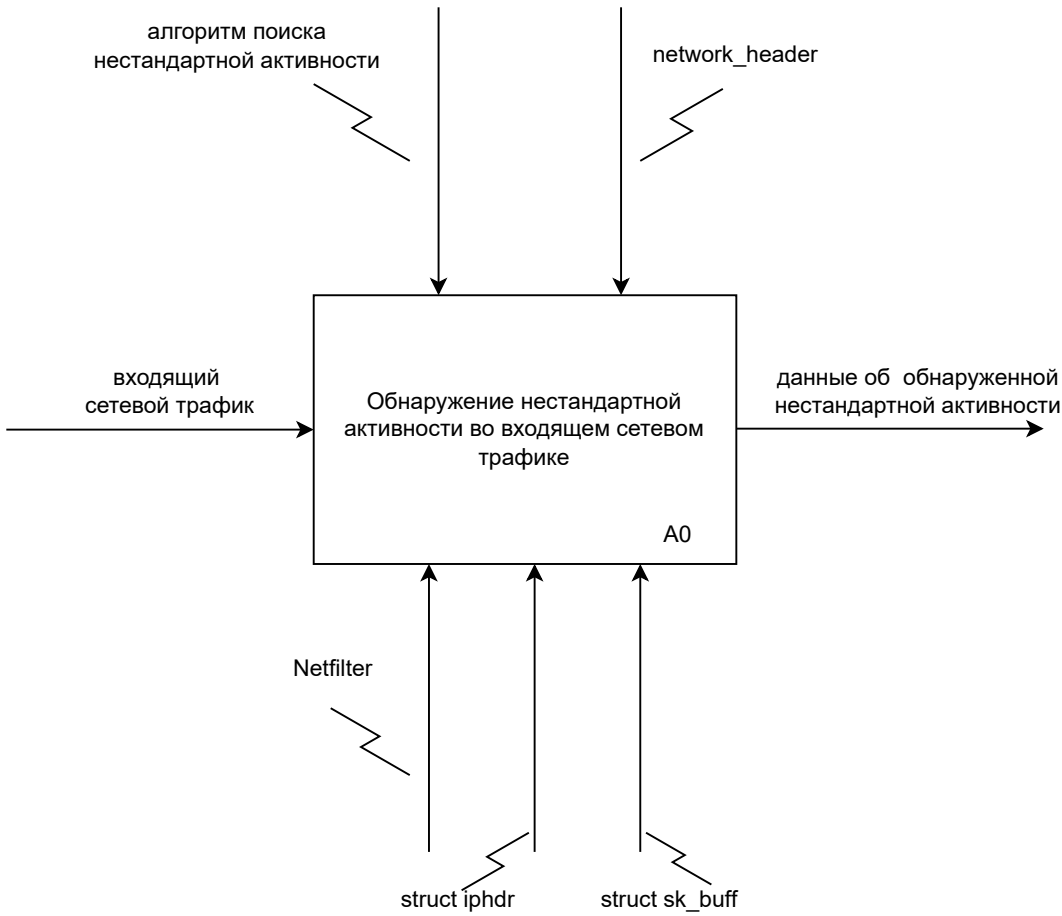 алгоритм поиска
нестандартной активности
network_header
входящий
сетевой трафик
Обнаружение нестандартной
активности во входящем сетевом
трафике
A0
данные об обнаруженной
нестандартной активности
Netfilter
struct iphdr
struct sk_buff